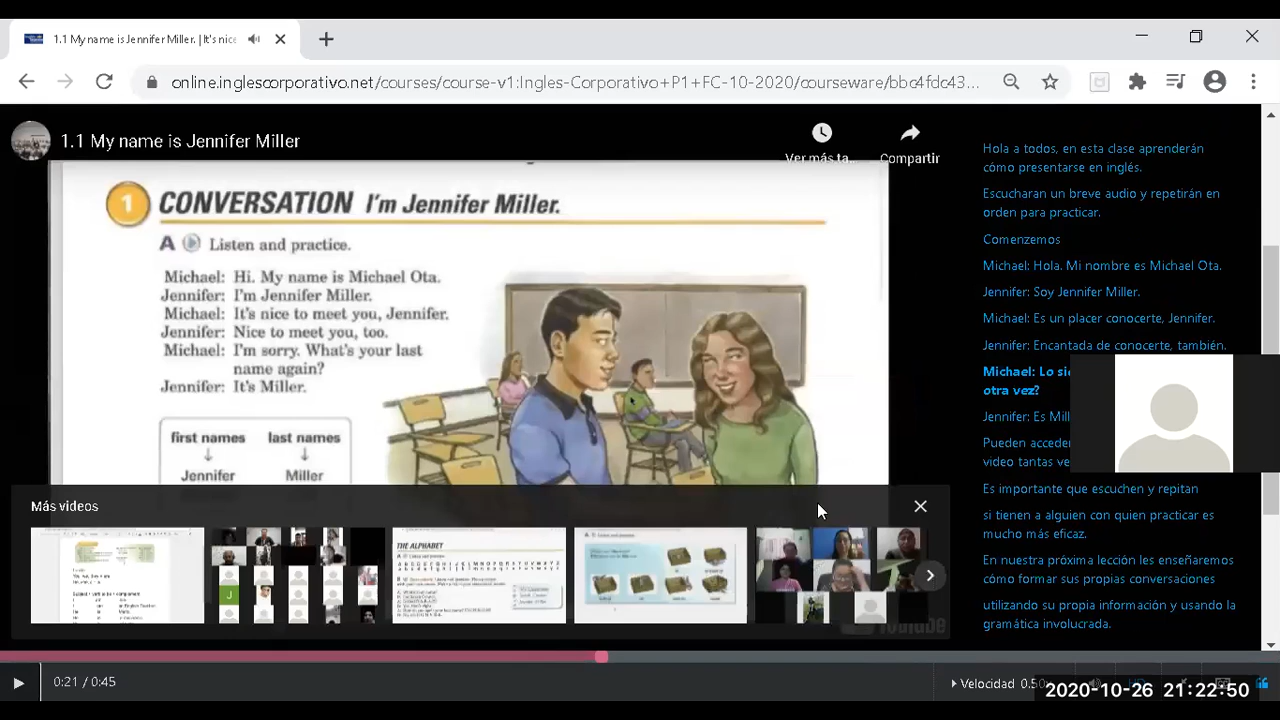 1.1 My name is Jennifer Miller. | It's nice
online.inglescorporativo.net/courses/course-v1:Ingles-Corporativo+P1+FC-10-2020/courseware/bbc4fdc43...
1.1 My name is Jennifer Miller
Ver más ta...
Compartir
1 CONVERSATION I'm Jennifer Miller.
A Listen and practice.
Michael: Hi. My name is Michael Ota.
Jennifer: I'm Jennifer Miller.
Michael: It's nice to meet you, Jennifer.
Jennifer: Nice to meet you, too.
Michael: I'm sorry. What's your last
name again?
Jennifer: It's Miller.
first names last names
Jennifer Miller
Más videos
THE ALPHABET
J
YouTube
0:21 / 0:45
Velocidad 0.50x
HD
2020-10-26 21:22:50
Hola a todos, en esta clase aprenderán
cómo presentarse en inglés.
Escucharan un breve audio y repetirán en
orden para practicar.
Comenzemos
Michael: Hola. Mi nombre es Michael Ota.
Jennifer: Soy Jennifer Miller.
Michael: Es un placer conocerte, Jennifer.
Jennifer: Encantada de conocerte, también.
Michael: Lo sie
otra vez?
Jennifer: Es Mill
Pueden acceder
video tantas ve
Es importante que escuchen y repitan
si tienen a alguien con quien practicar es
mucho más eficaz.
En nuestra próxima lección les enseñaremos
cómo formar sus propias conversaciones
utilizando su propia información y usando la
gramática involucrada.